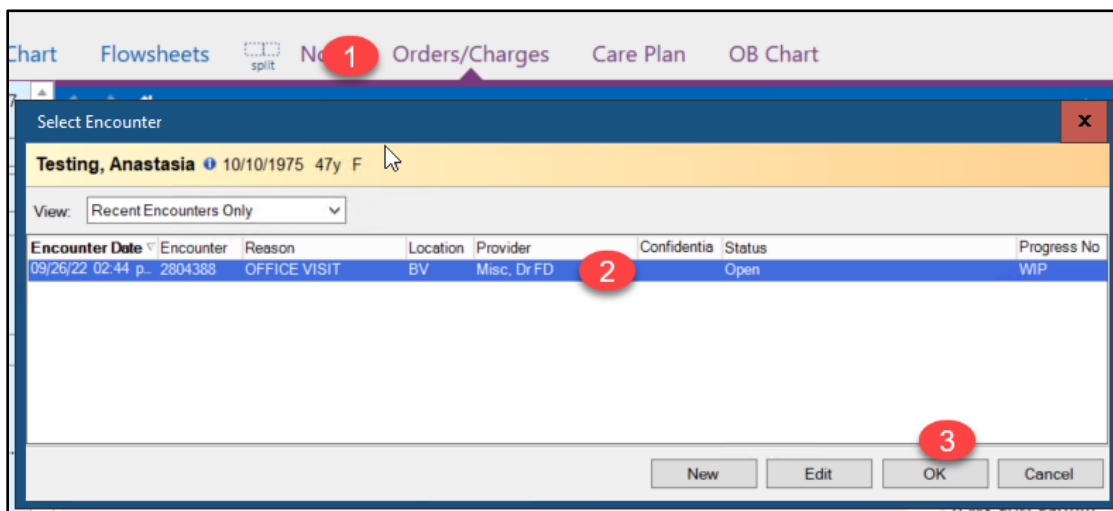 Chart Flowsheets split No 1 Orders/Charges Care Plan OB Chart
7
Select Encounter x
Testing, Anastasia i 10/10/1975 47y F
View: Recent Encounters Only
Encounter Date Encounter Reason Location Provider Confidentia Status Progress No
09/26/22 02:44 p... 2804388 OFFICE VISIT BV Misc, Dr FD 2 Open WIP
3
New Edit OK Cancel